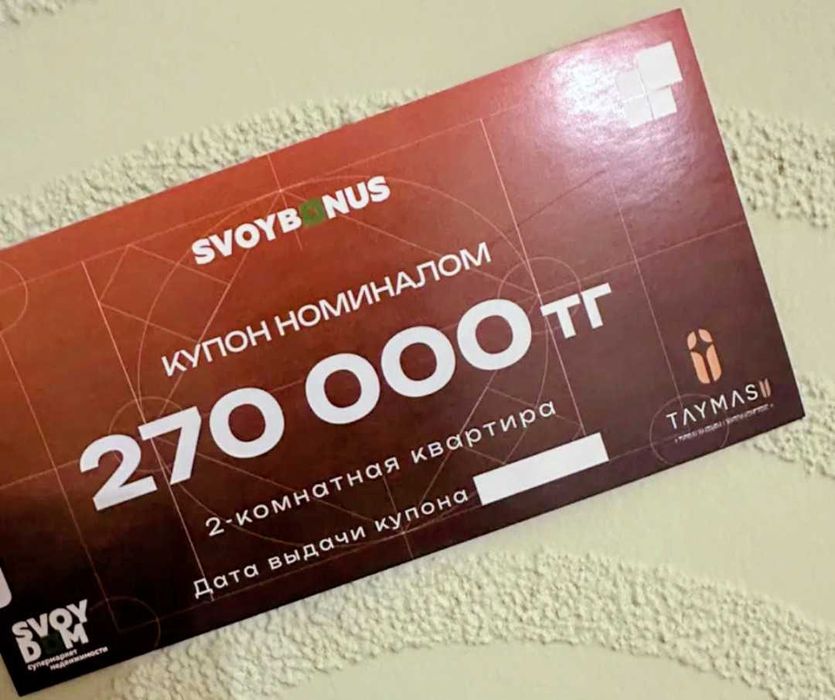 SVOYBONUS
КУПОН НОМИНАЛОМ
270 000 тг
2-комнатная квартира
Дата выдачи купона
TAYMAS
SVOY
DOM
супермаркет
недвижимости